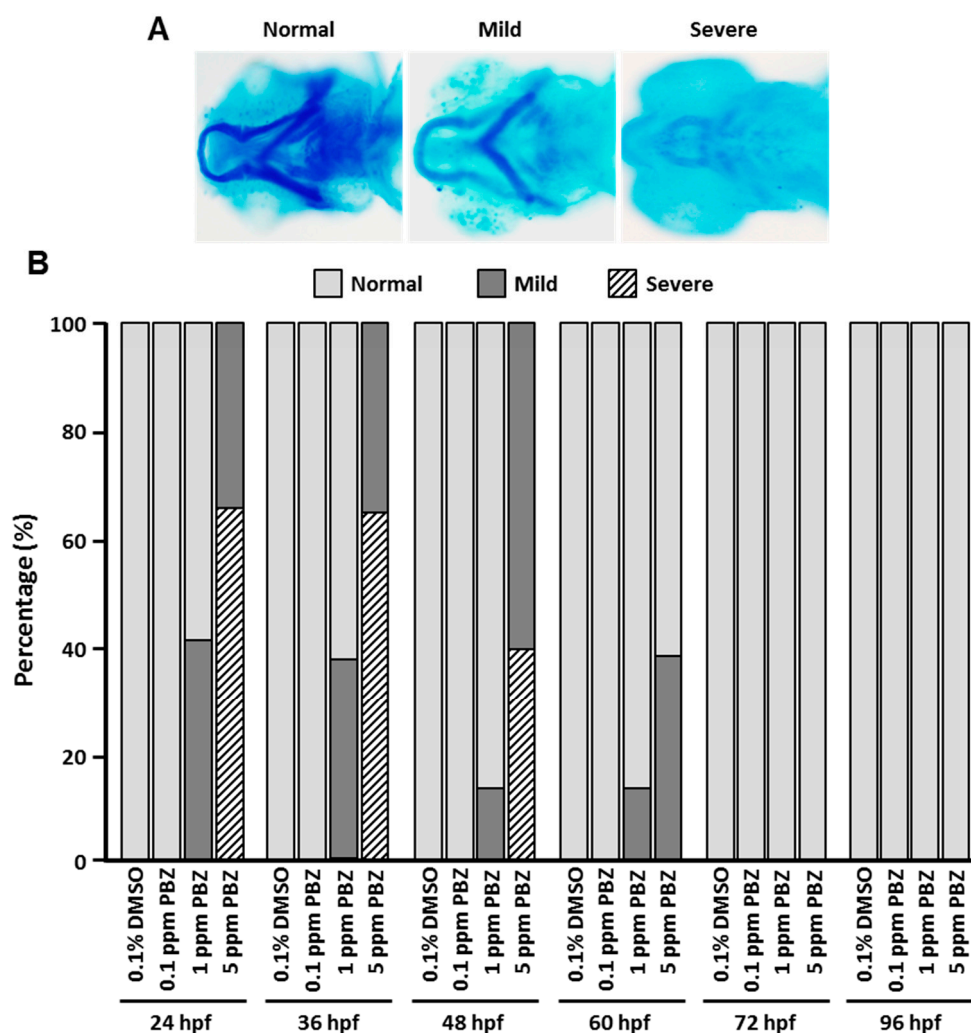 A
Normal Mild Severe
B
Normal Mild Severe
100
80
60
40
20
0
Percentage (%)
0.1% DMSO
0.1 ppm PBZ
1 ppm PBZ
5 ppm PBZ
0.1% DMSO
0.1 ppm PBZ
1 ppm PBZ
5 ppm PBZ
0.1% DMSO
0.1 ppm PBZ
1 ppm PBZ
5 ppm PBZ
0.1% DMSO
0.1 ppm PBZ
1 ppm PBZ
5 ppm PBZ
0.1% DMSO
0.1 ppm PBZ
1 ppm PBZ
5 ppm PBZ
0.1% DMSO
0.1 ppm PBZ
1 ppm PBZ
5 ppm PBZ
24 hpf 36 hpf 48 hpf 60 hpf 72 hpf 96 hpf